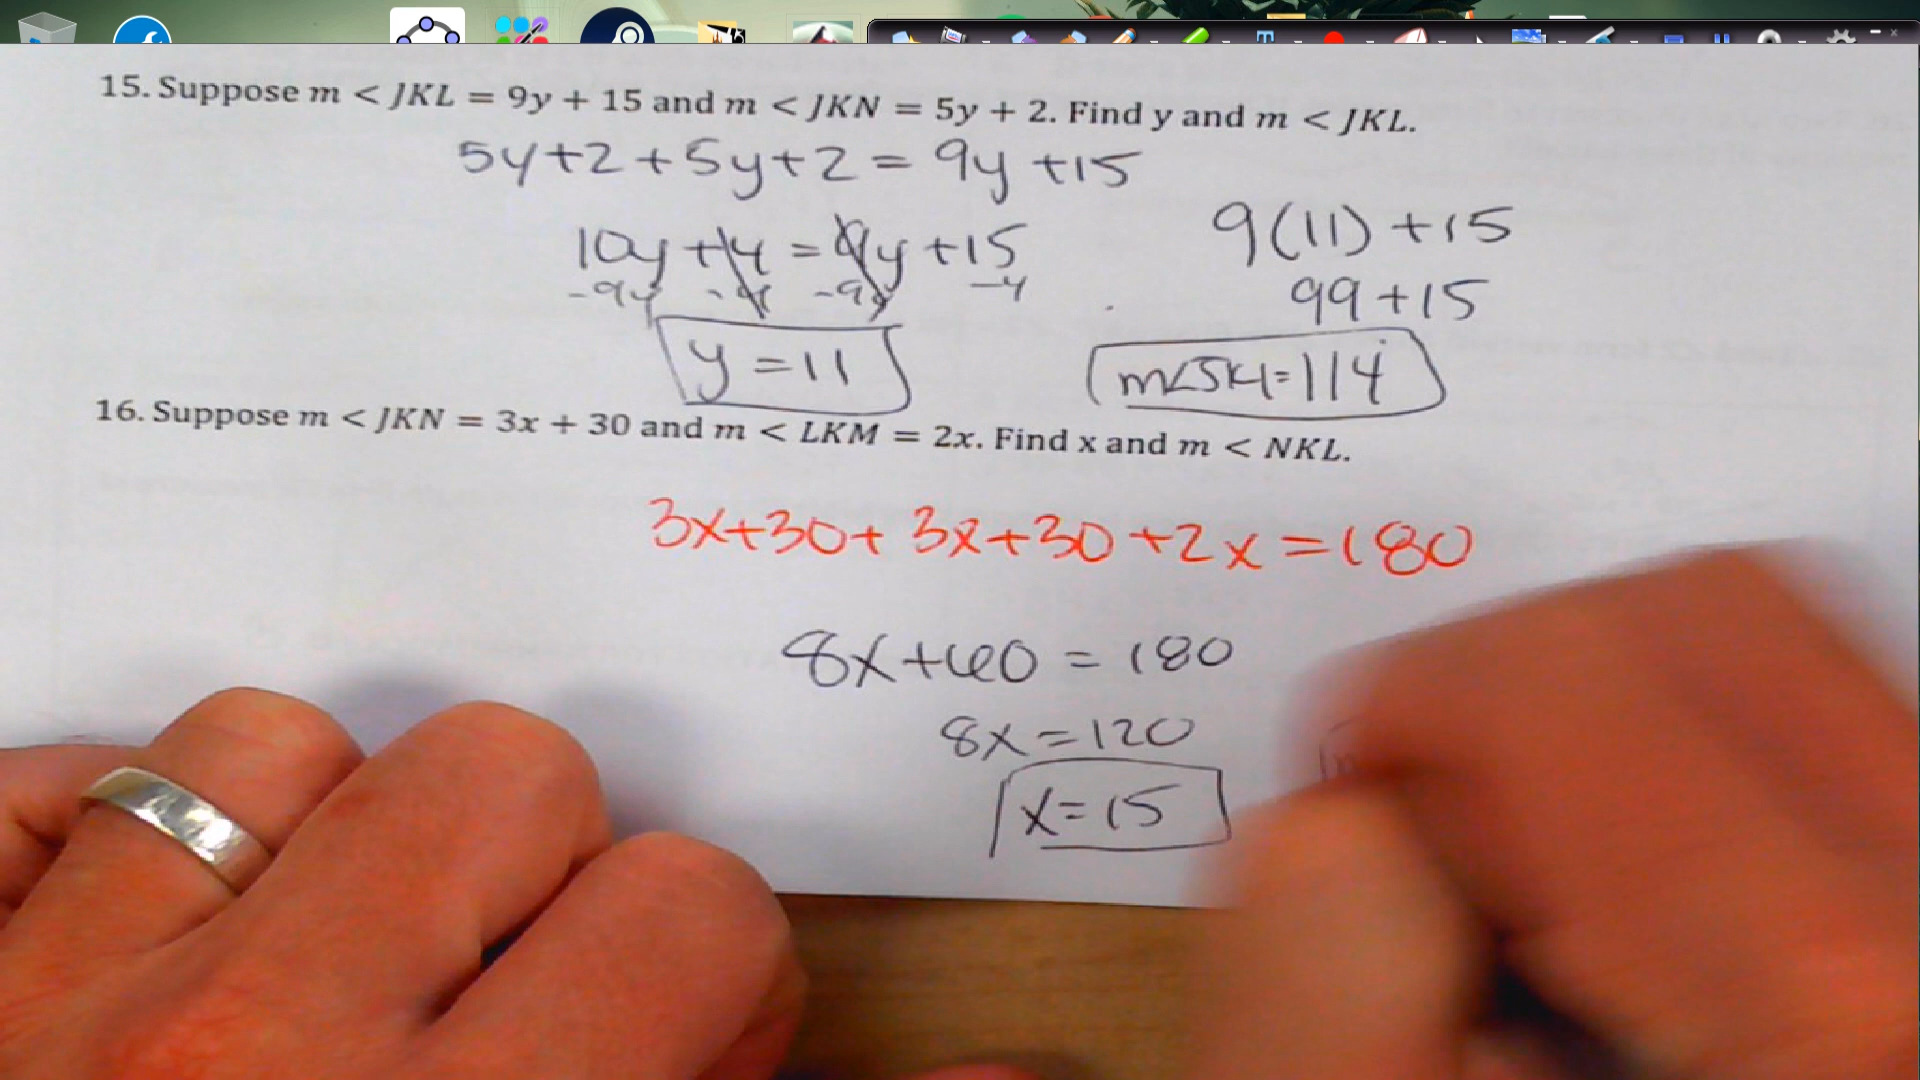 15. Suppose m < JKL = 9y + 15 and m < JKN = 5y + 2. Find y and m < JKL.
5y+2+5y+2=9y+15
10y+4=9y+15
-9y -4 -9y -4
y=11
9(11)+15
99+15
=114
16. Suppose m < JKN = 3x + 30 and m < LKM = 2x. Find x and m < NKL.
3x+30+3x+30+2x=180
8x+60=180
8x=120
x=15